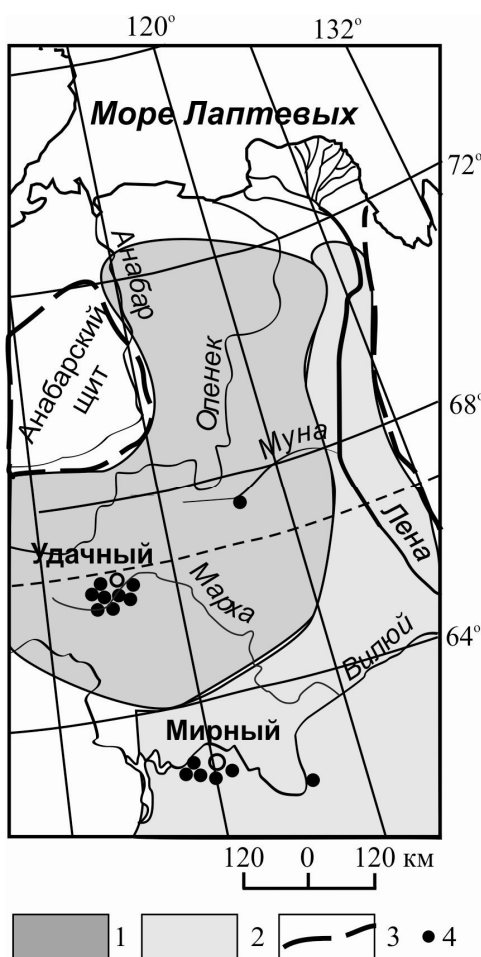 120°
132°
Море Лаптевых
72°
Анабар
Анабарский
щит
Оленек
Муна
68°
Лена
Удачный
Марха
Вилюй
64°
Мирный
120 0 120 км
1 2 3 4